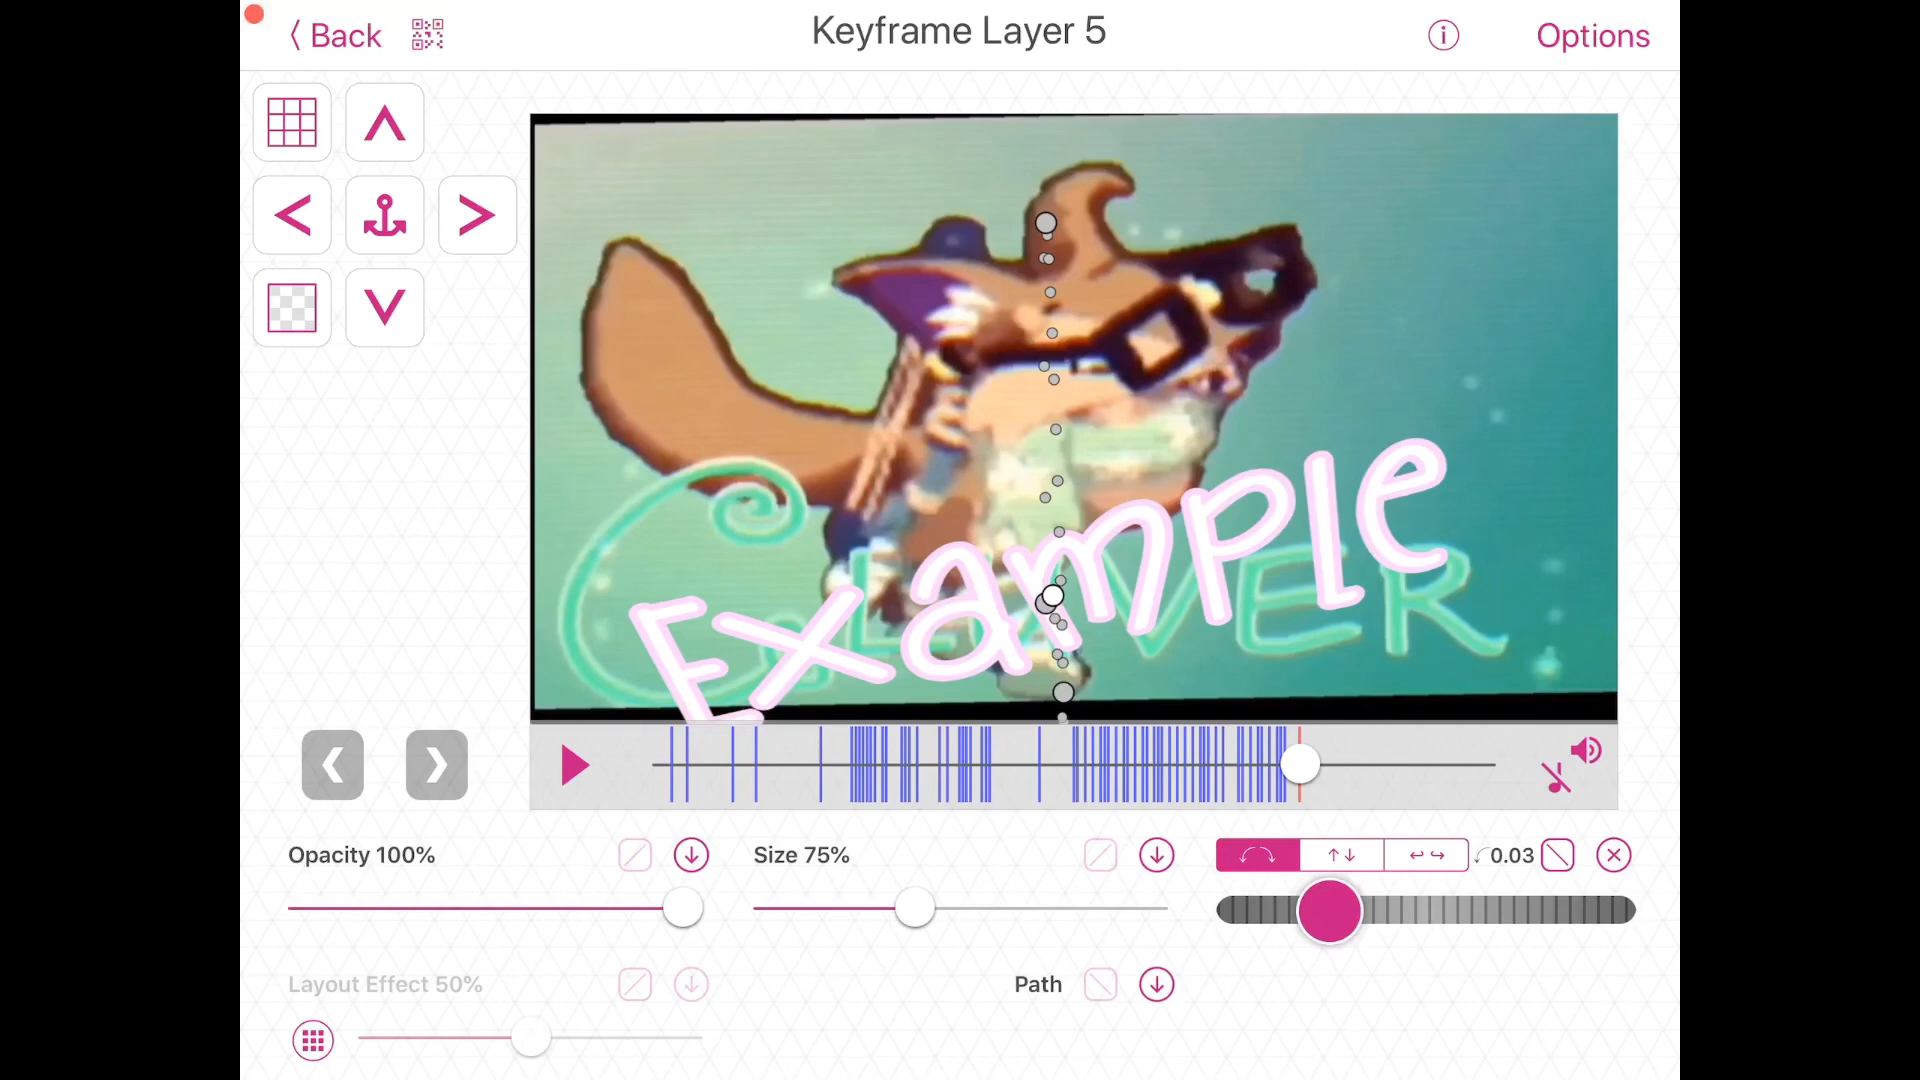 Back
Keyframe Layer 5
Options
Example
Opacity 100%
Size 75%
0.03
Layout Effect 50%
Path